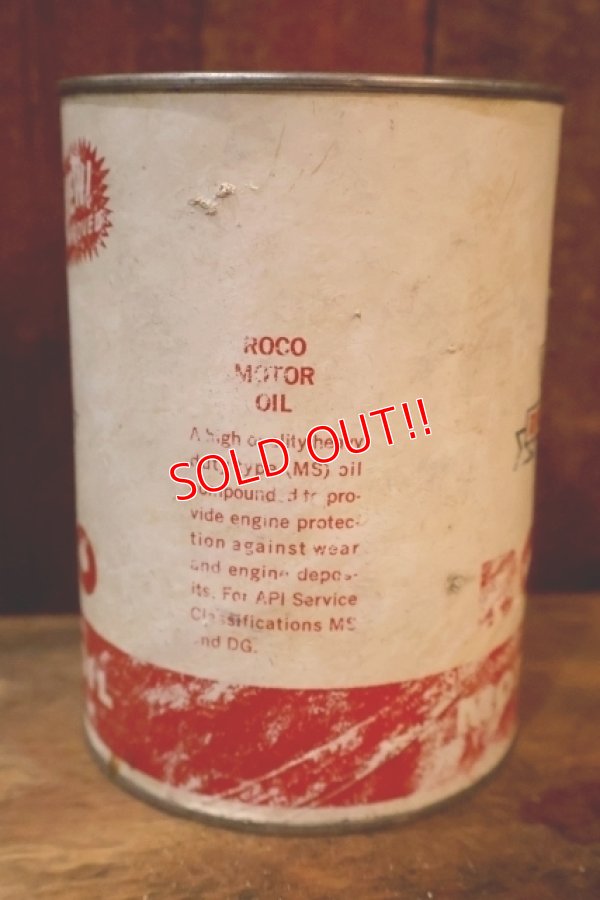 ROCO
MOTOR
OIL
A high quality heavy
duty type (MS) oil
compounded to pro-
vide engine protec-
tion against wear
and engine depos-
its. For API Service
Classifications MS
and DG.
SOLD OUT!!